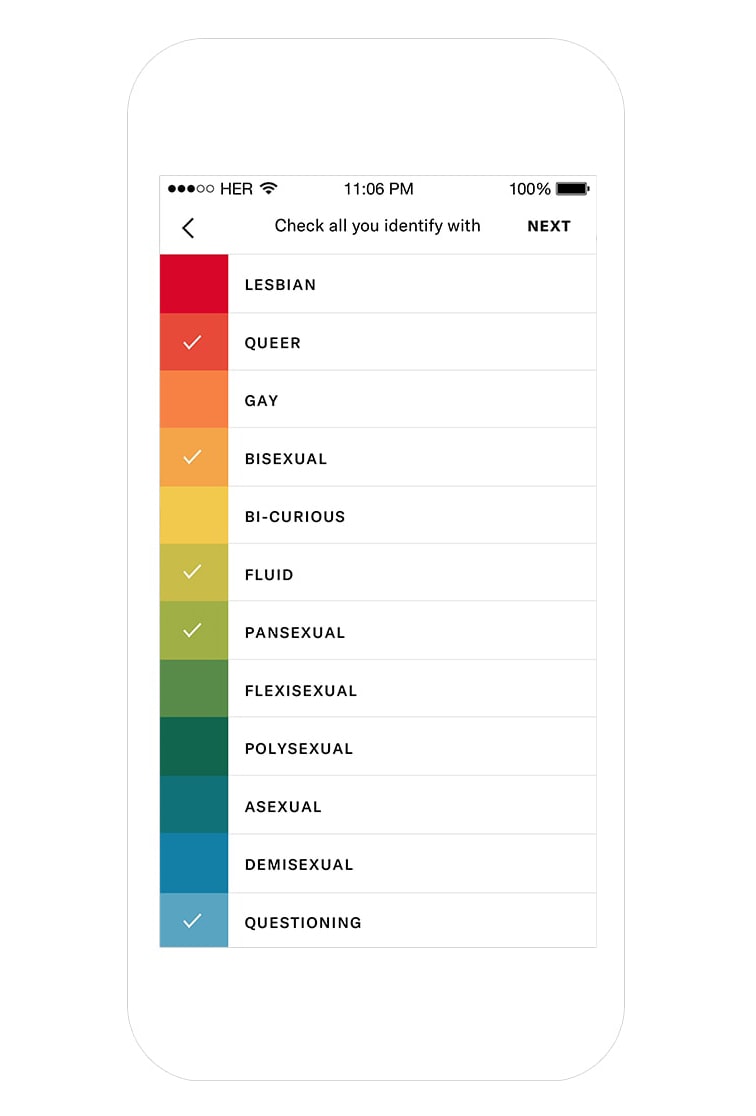 HER 11:06 PM 100%
Check all you identify with NEXT
LESBIAN
QUEER
GAY
BISEXUAL
BI-CURIOUS
FLUID
PANSEXUAL
FLEXISEXUAL
POLYSEXUAL
ASEXUAL
DEMISEXUAL
QUESTIONING